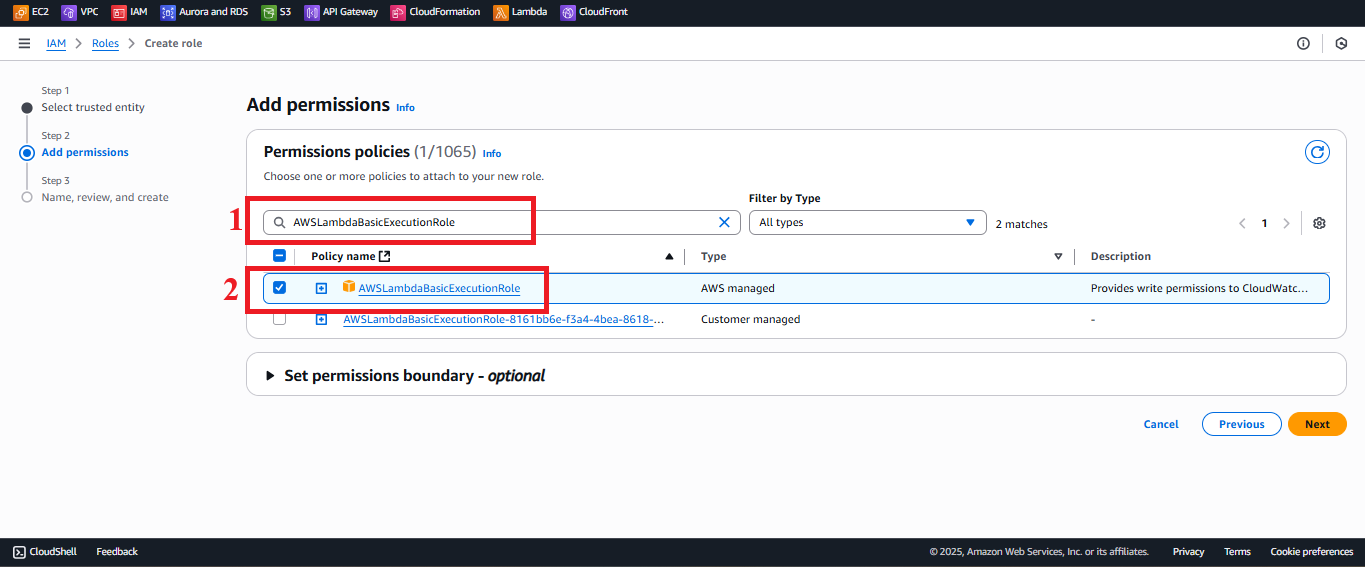 EC2 VPC IAM Aurora and RDS S3 API Gateway CloudFormation Lambda CloudFront
IAM Roles Create role
Step 1
Select trusted entity
Step 2
Add permissions
Step 3
Name, review, and create
Add permissions Info
Permissions policies (1/1065) Info
Choose one or more policies to attach to your new role.
Filter by Type
1 AWSLambdaBasicExecutionRole All types 2 matches 1
Policy name Type Description
2 AWSLambdaBasicExecutionRole AWS managed Provides write permissions to CloudWatc...
AWSLambdaBasicExecutionRole-8161bb6e-f3a4-4bea-8618-... Customer managed -
Set permissions boundary - optional
Cancel Previous Next
CloudShell Feedback © 2025, Amazon Web Services, Inc. or its affiliates. Privacy Terms Cookie preferences